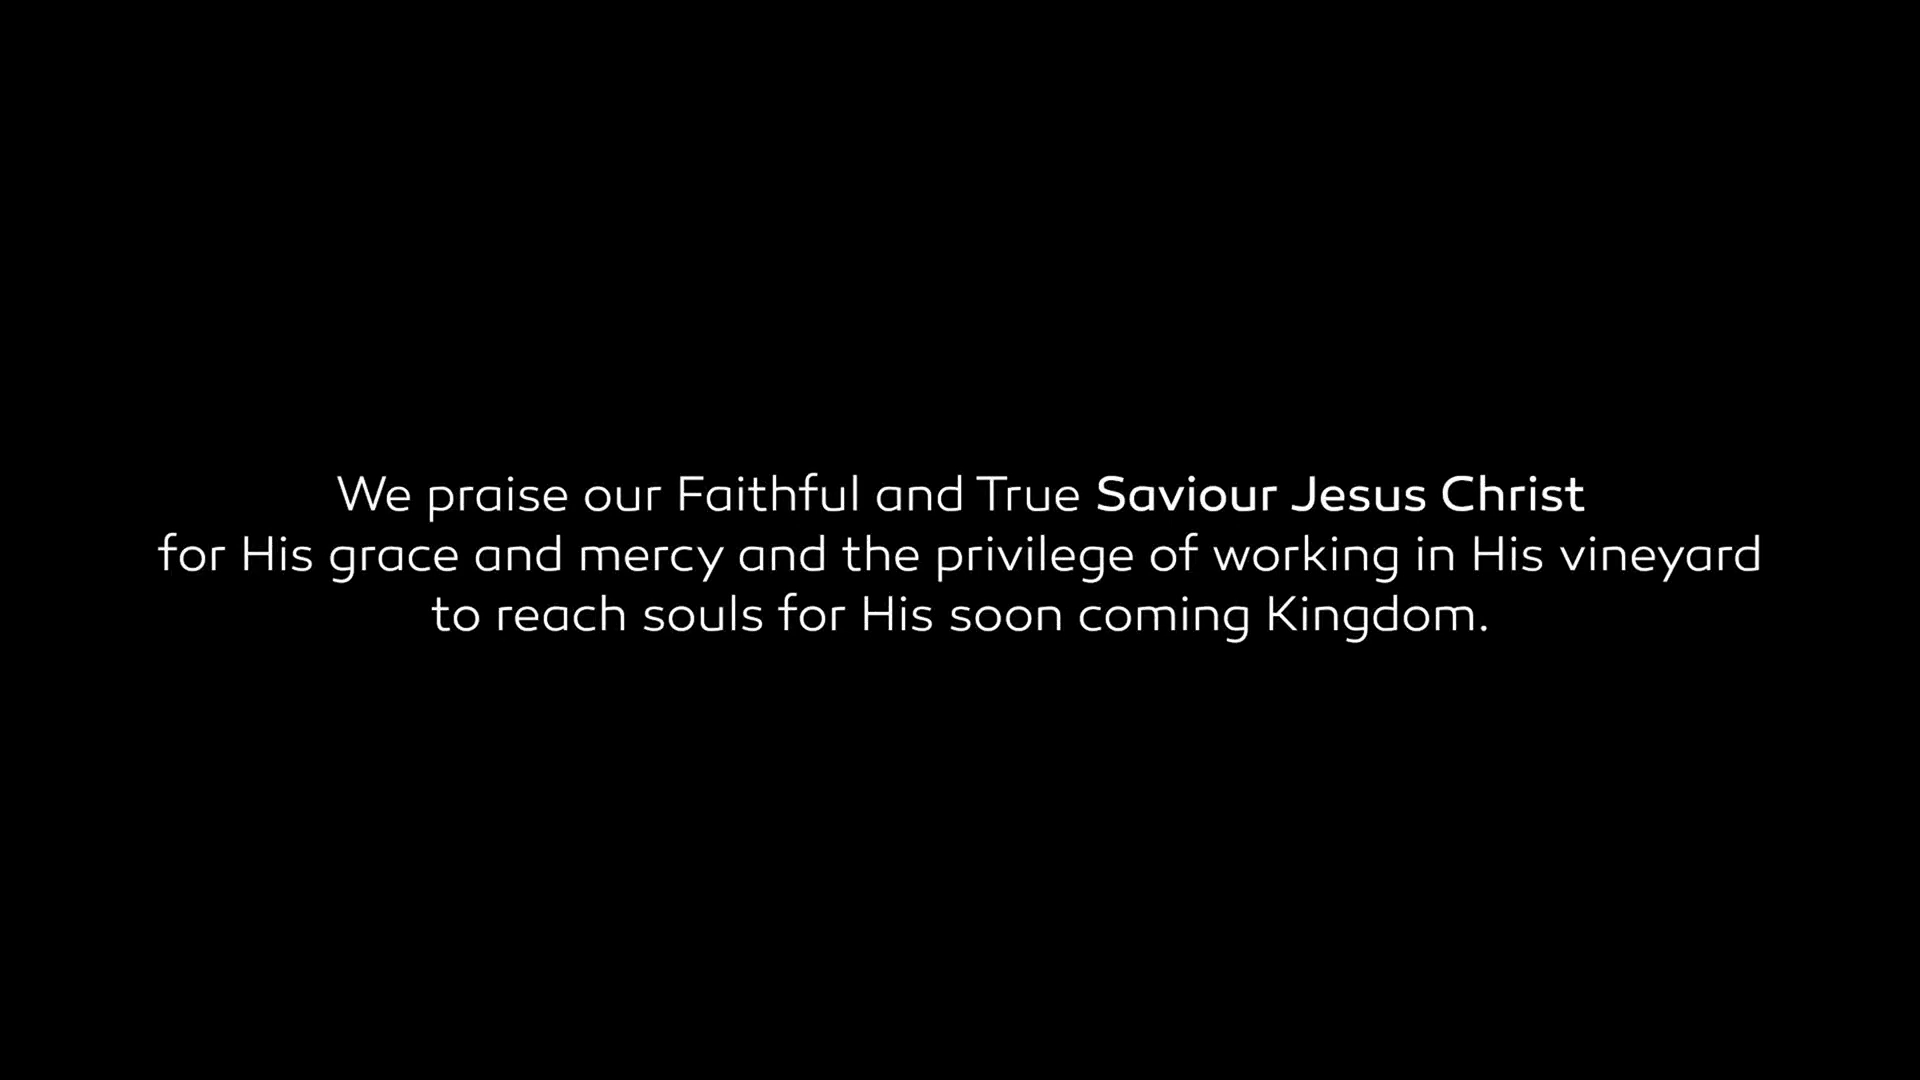 We praise our Faithful and True Saviour Jesus Christ
for His grace and mercy and the privilege of working in His vineyard
to reach souls for His soon coming Kingdom.